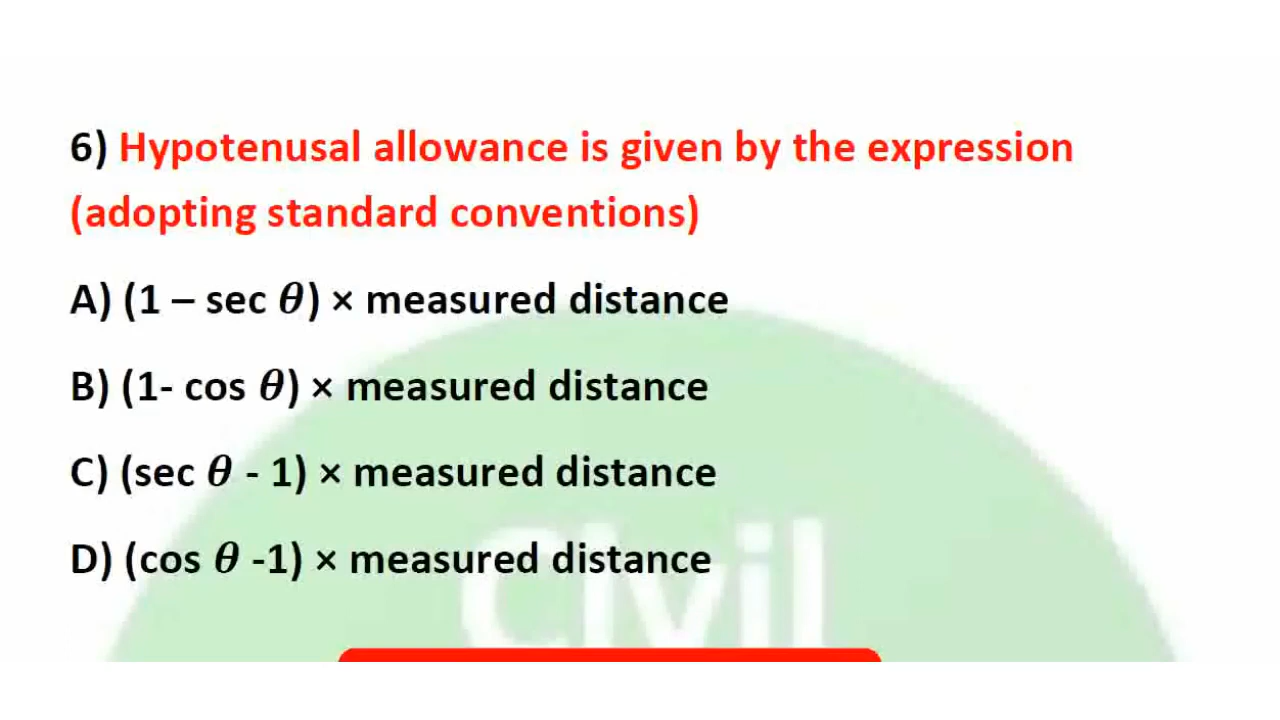 6) Hypotenusal allowance is given by the expression
(adopting standard conventions)
A) (1 – sec θ) × measured distance
B) (1- cos θ) × measured distance
C) (sec θ - 1) × measured distance
D) (cos θ -1) × measured distance
Civil